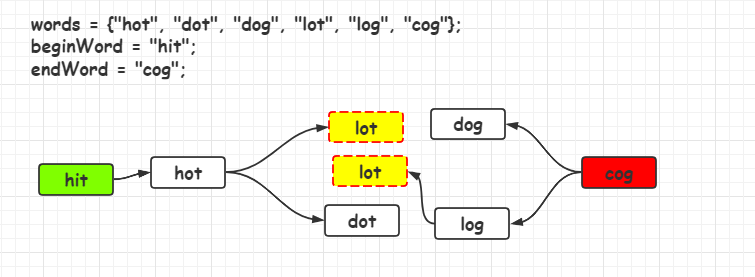 words = {"hot", "dot", "dog", "lot", "log", "cog"};
beginWord = "hit";
endWord = "cog";
lot
dog
hit
hot
lot
cog
dot
log